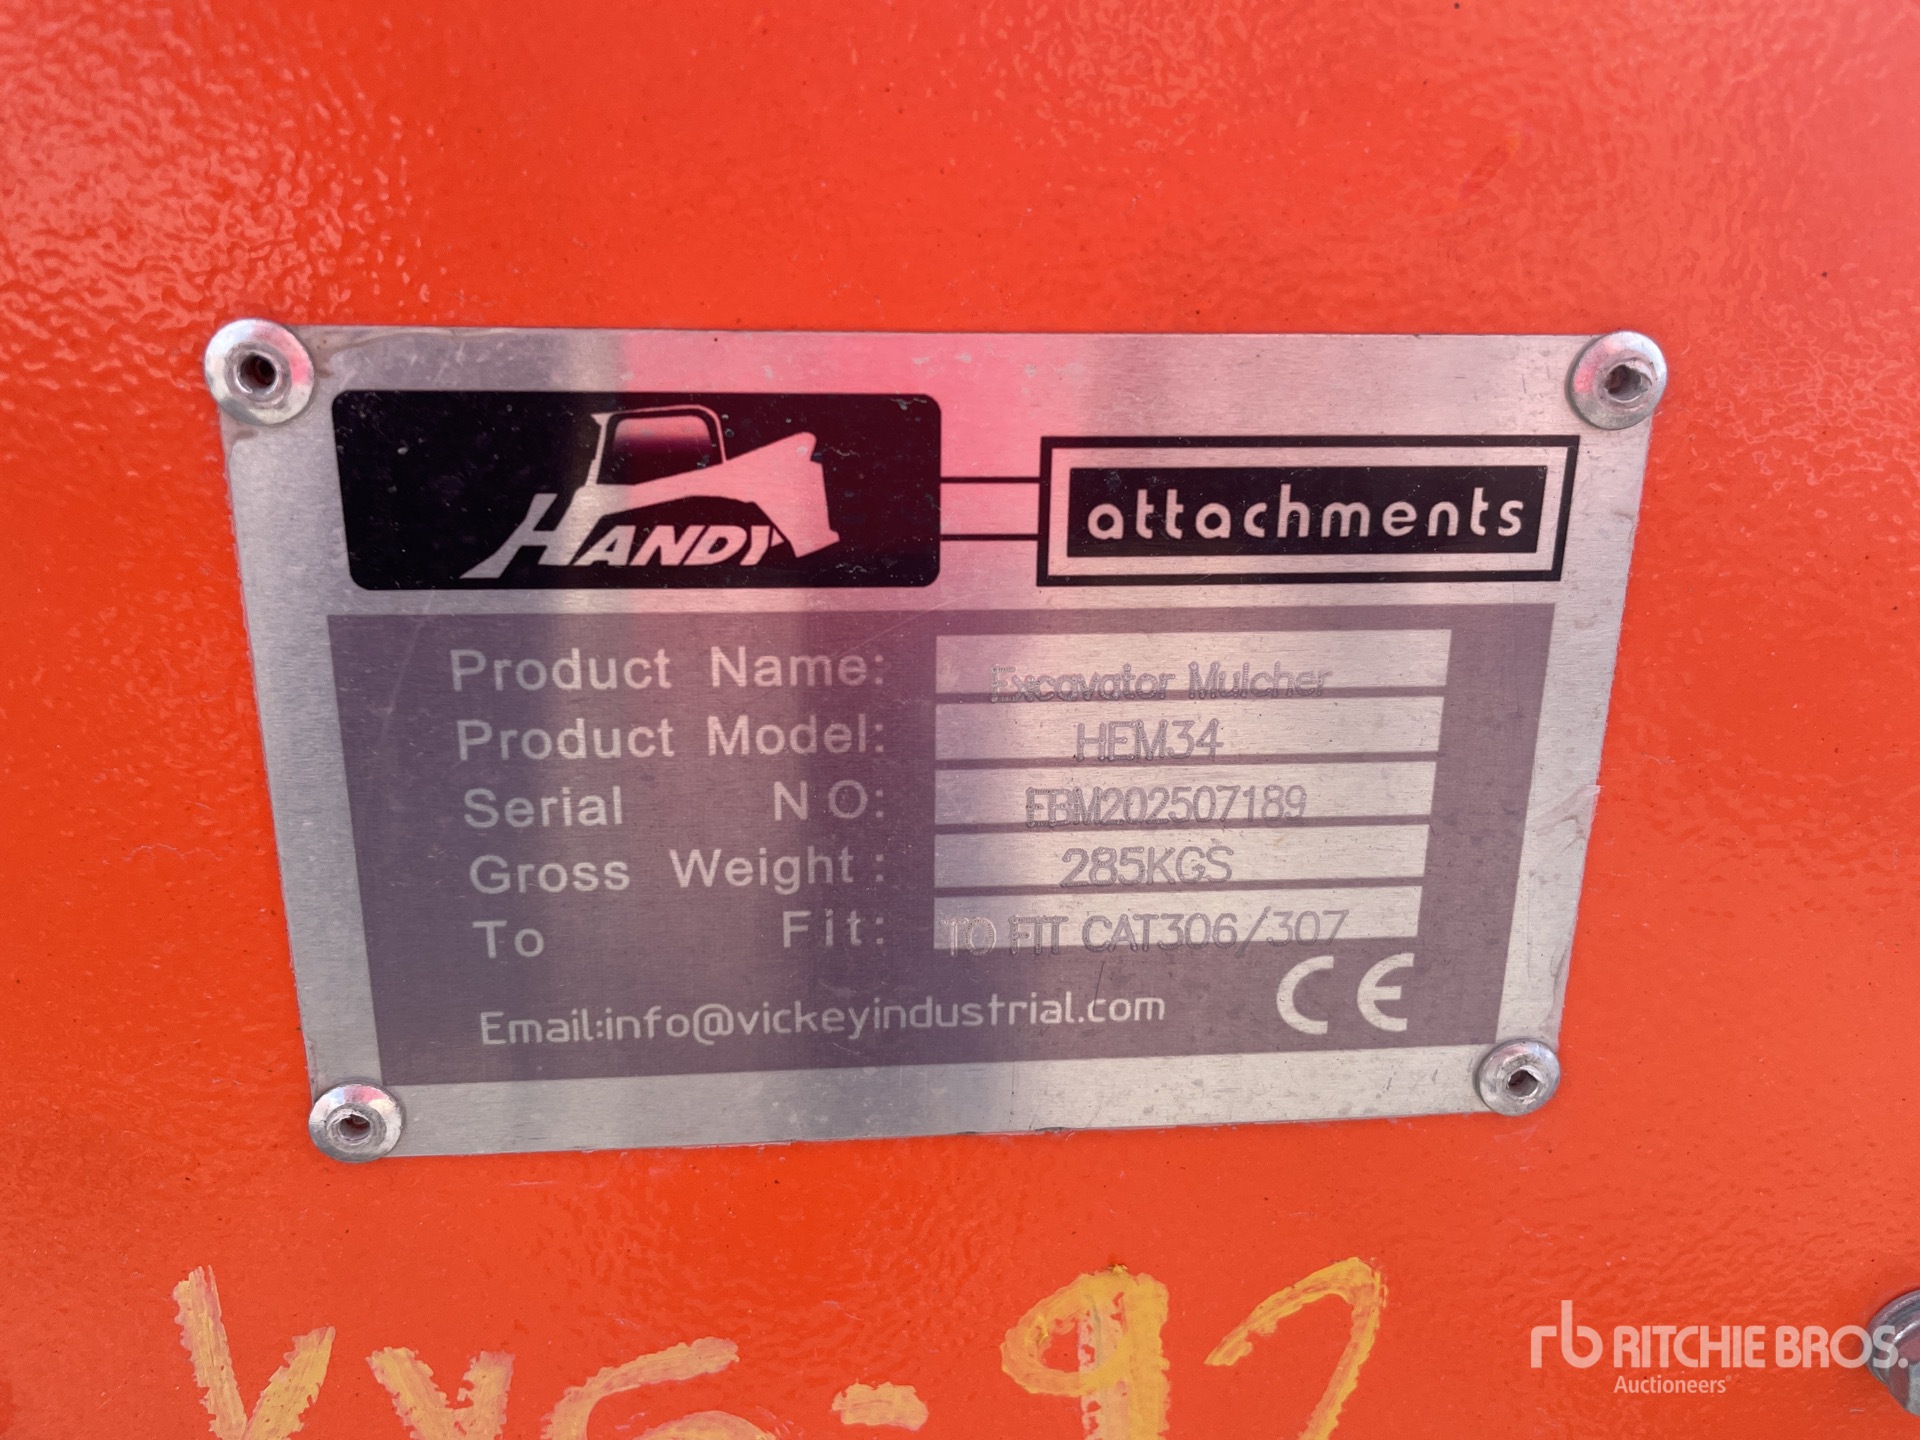 HANDY
attachments
Product Name: Excavator Mulcher
Product Model: HEM34
Serial NO: EBM202507189
Gross Weight: 285KGS
To Fit: TO FIT CAT306/307
Email:info@vickeyindustrial.com
CE
rb RITCHIE BROS.
Auctioneers